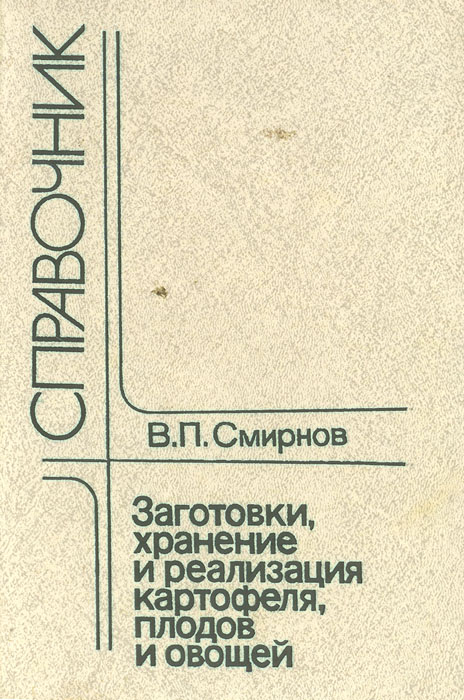 СПРАВОЧНИК
В.П.Смирнов
Заготовки,
хранение
и реализация
картофеля,
плодов
и овощей